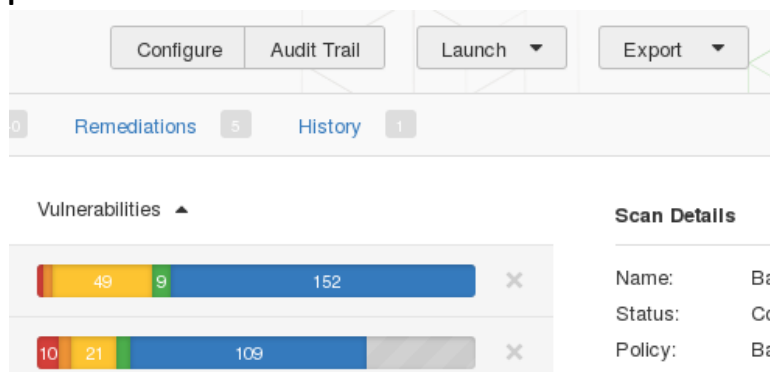 Configure Audit Trail Launch Export
Remediations 5 History 1
Vulnerabilities
Scan Details
49 9 152
Name:
Status:
10 21 109
Policy: